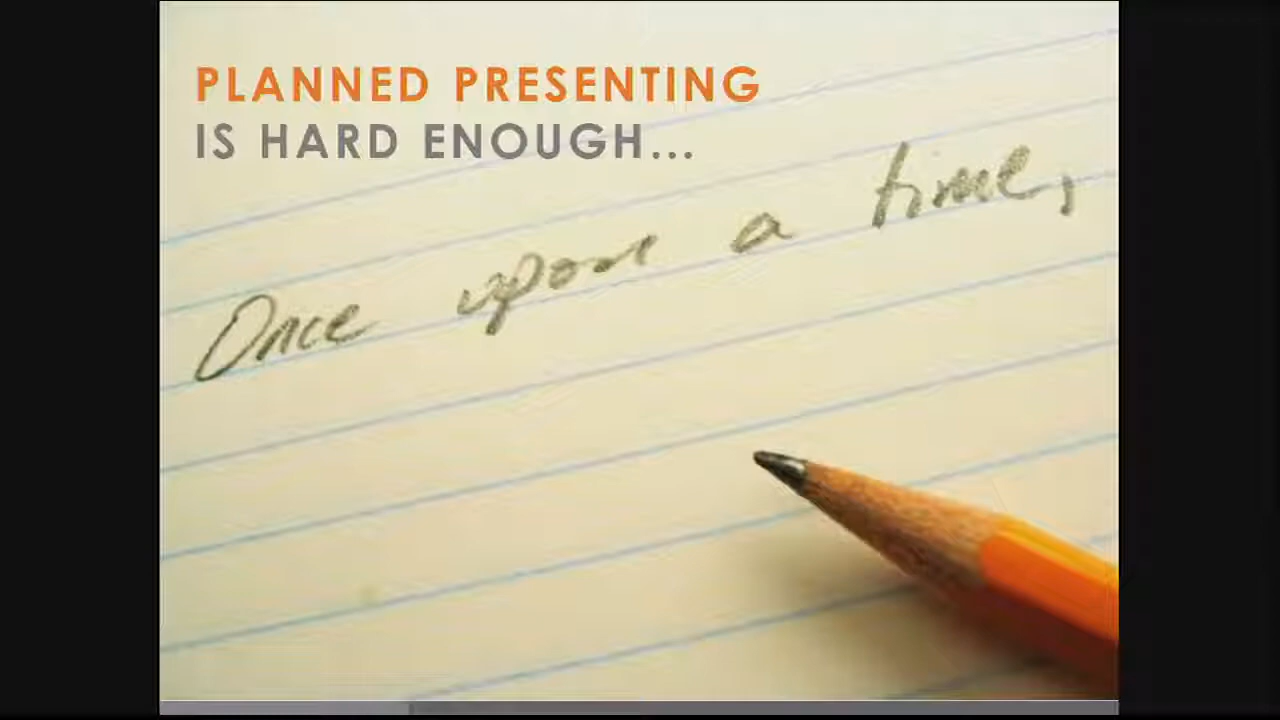 PLANNED PRESENTING
IS HARD ENOUGH...
Once upon a time,